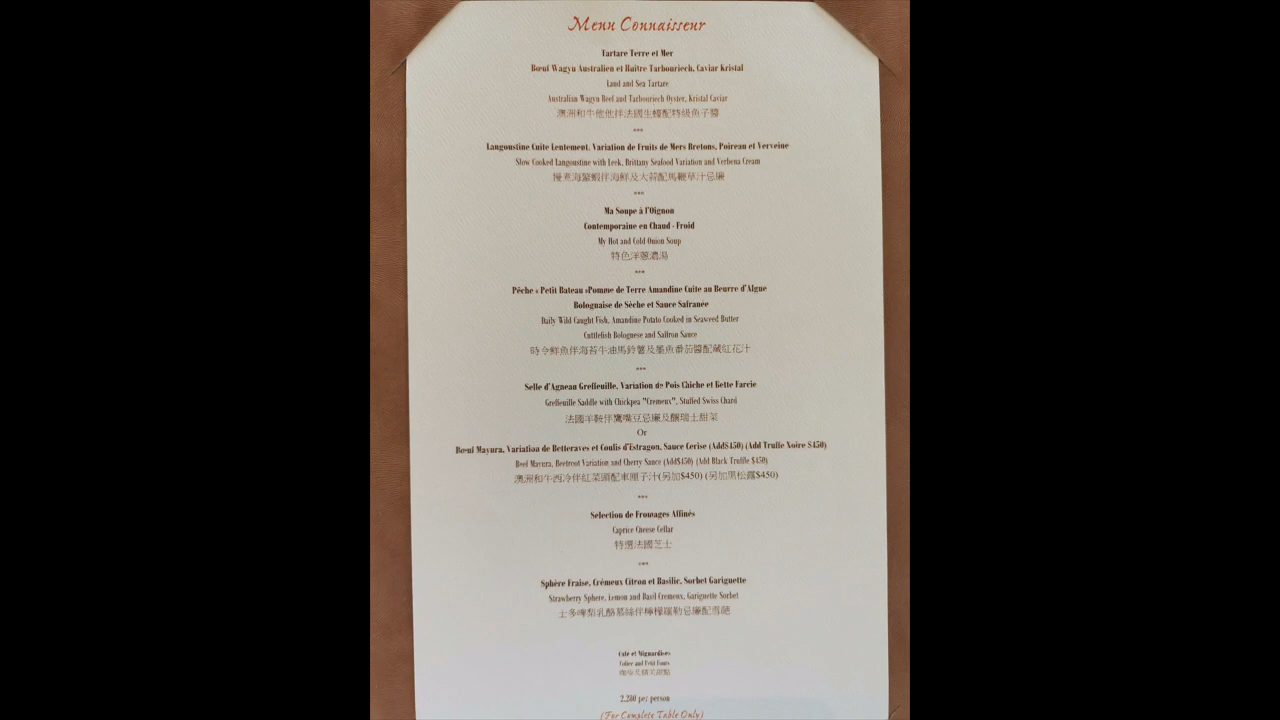 Menu Connaisseur
Tartare Terre et Mer
Bœuf Wagyu Australien et Huître Tarbouriech, Caviar Kristal
Land and Sea Tartare
Australian Wagyu Beef and Tarbouriech Oyster, Kristal Caviar
澳洲和牛他他拌法國生蠔配特級魚子醬
***
Langoustine Cuite Lentement, Variation de Fruits de Mers Bretons, Poireau et Verveine
Slow Cooked Langoustine with Leek, Brittany Seafood Variation and Verbena Cream
慢煮海螯蝦拌海鮮及大蒜配馬鞭草汁忌廉
***
Ma Soupe à l'Oignon
Contemporaine en Chaud - Froid
My Hot and Cold Onion Soup
特色洋蔥濃湯
***
Pêche « Petit Bateau »Pomme de Terre Amandine Cuite au Beurre d'Algue
Bolognaise de Sèche et Sauce Safranée
Daily Wild Caught Fish, Amandine Potato Cooked in Seaweed Butter
Cuttlefish Bolognese and Saffron Sauce
時令鮮魚伴海苔牛油馬鈴薯及墨魚番茄醬配藏紅花汁
***
Selle d'Agneau Greffeuille, Variation de Pois Chiche et Bette Farcie
Greffeuille Saddle with Chickpea "Cremeux", Stuffed Swiss Chard
法國羊鞍伴鷹嘴豆忌廉及釀瑞士甜菜
Or
Bœuf Mayura, Variation de Betteraves et Coulis d'Estragon, Sauce Cerise (Add$450) (Add Truffe Noire $450)
Beef Mayura, Beetroot Variation and Cherry Sauce (Add$450) (Add Black Truffle $450)
澳洲和牛西冷伴紅菜頭配車厘子汁(另加$450) (另加黑松露$450)
***
Sélection de Fromages Affinés
Caprice Cheese Cellar
特選法國芝士
***
Sphère Fraise, Crémeux Citron et Basilic, Sorbet Gariguette
Strawberry Sphere, Lemon and Basil Cremeux, Gariguette Sorbet
士多啤梨乳酪慕絲伴檸檬羅勒忌廉配雪葩
Café et Mignardises
Coffee and Petit Fours
2,280 per person
(For Complete Table Only)